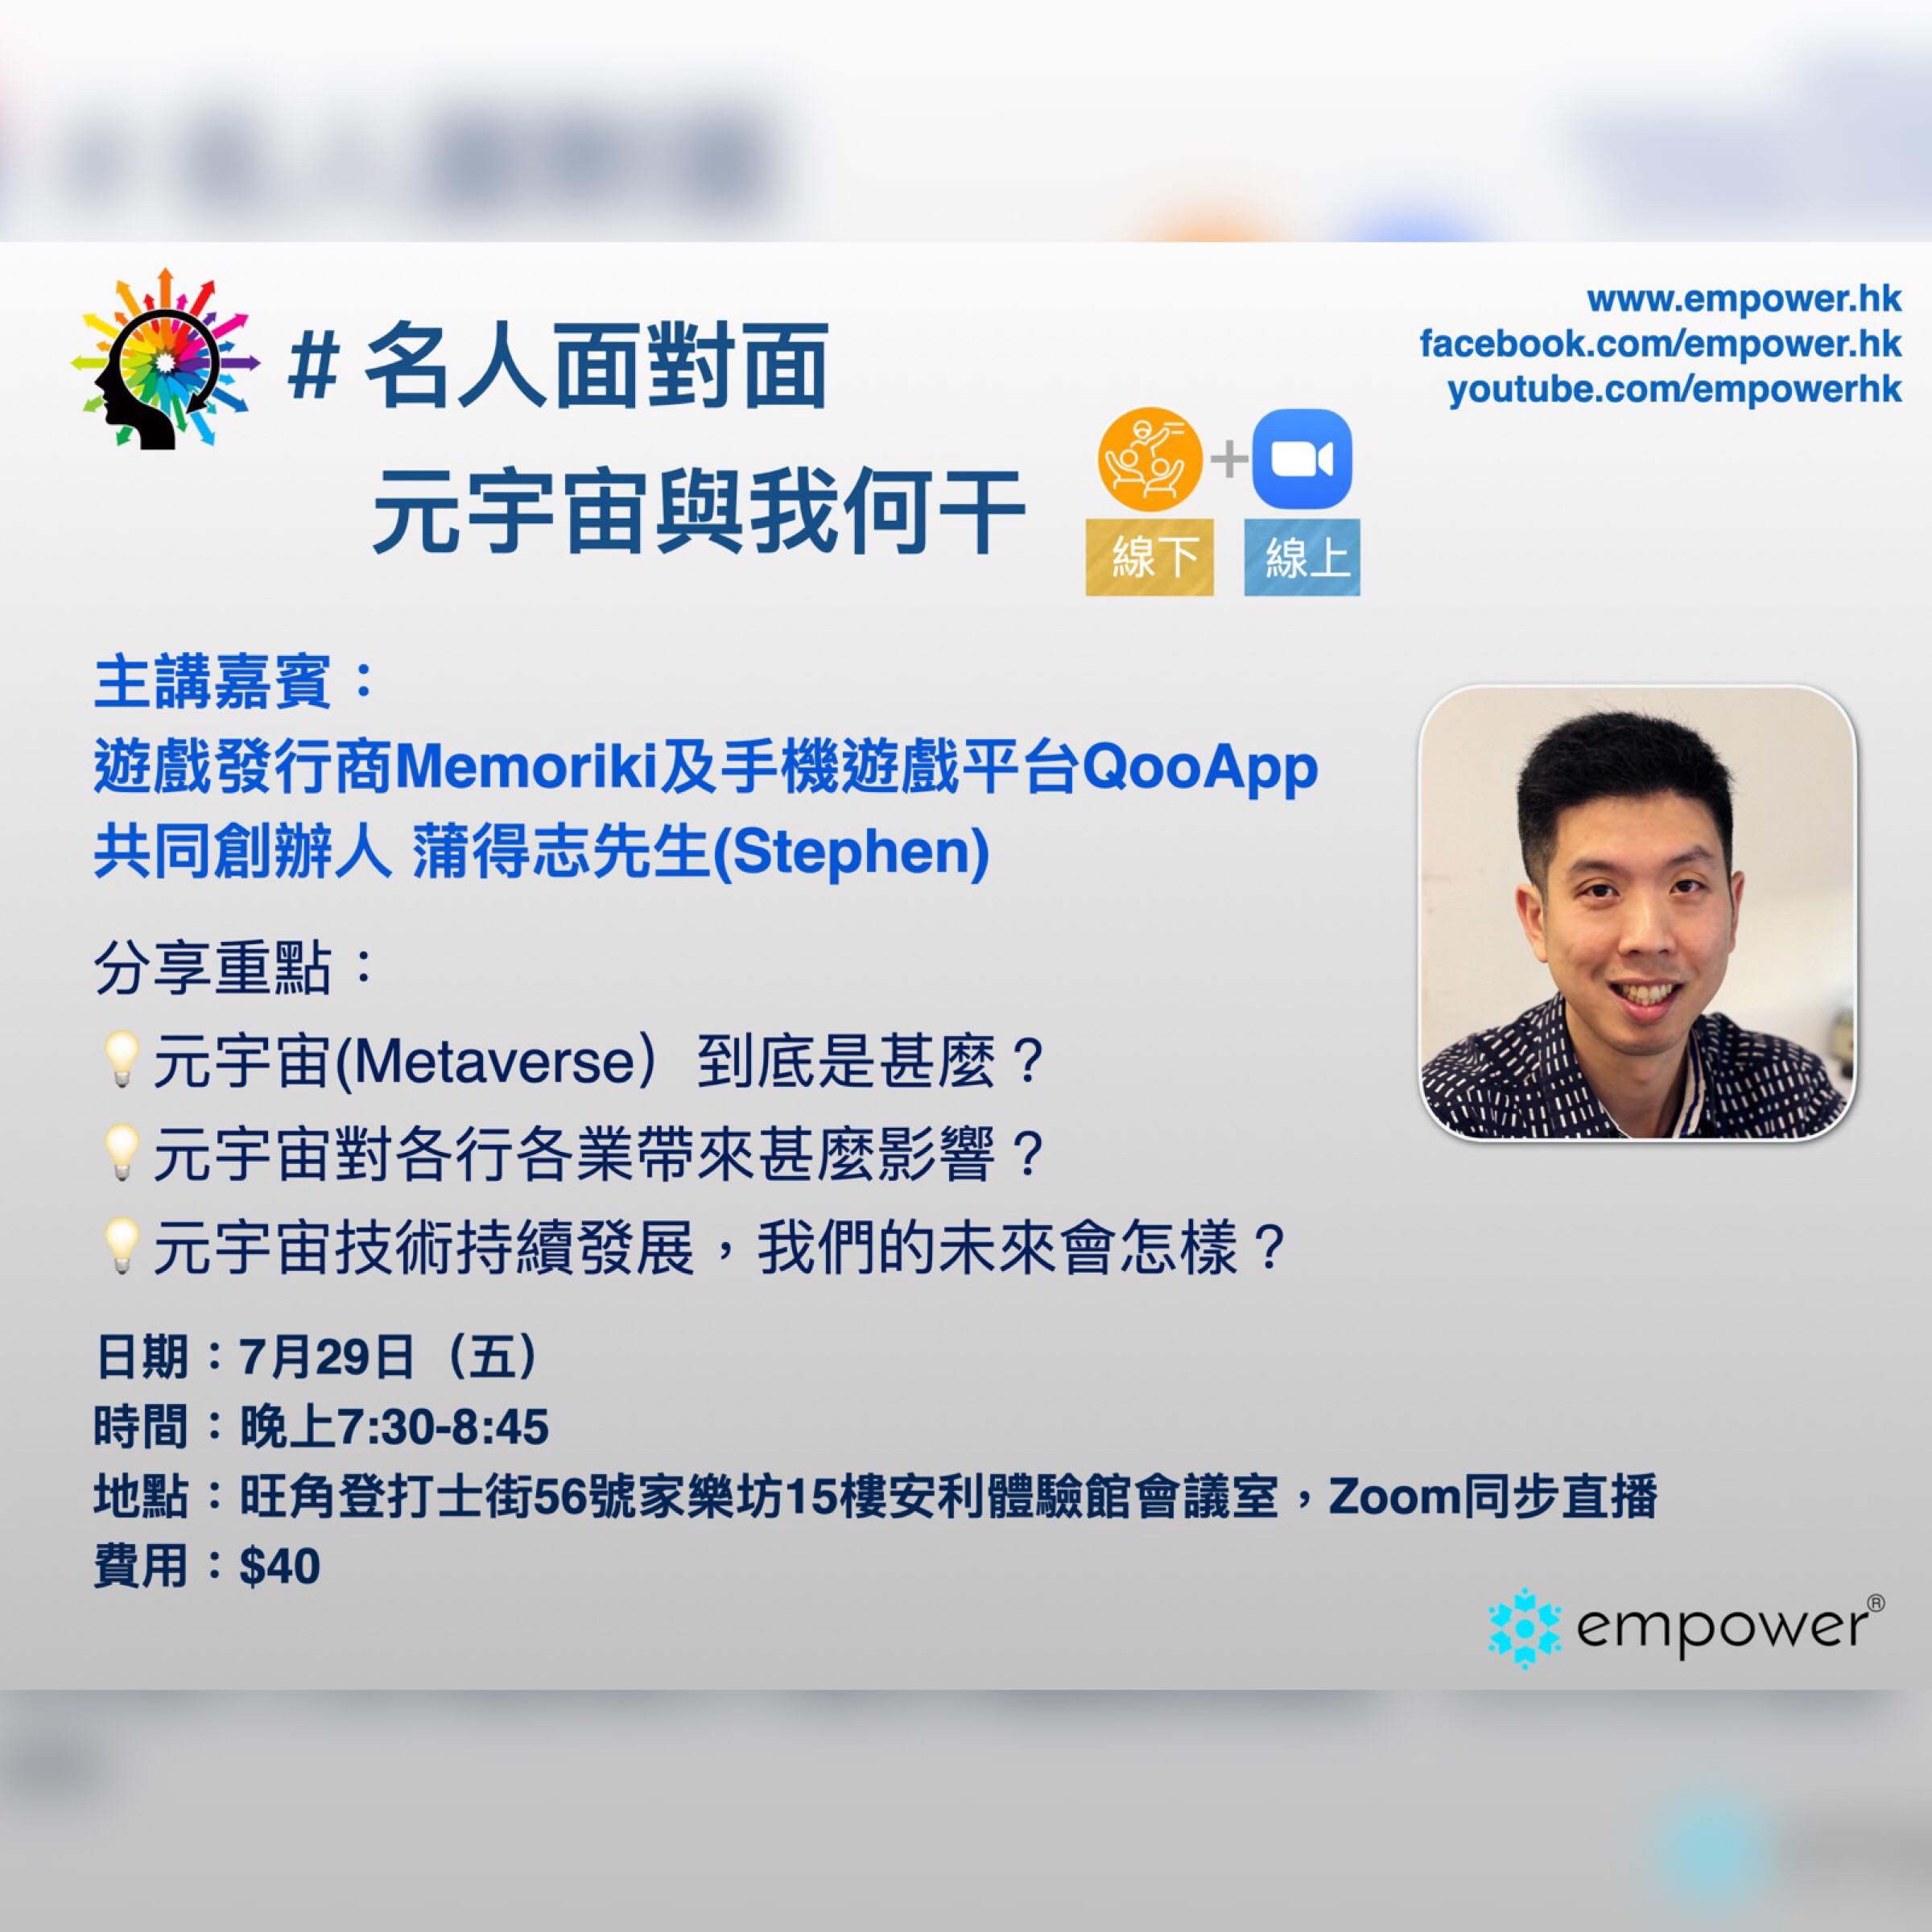 www.empower.hk
facebook.com/empower.hk
youtube.com/empowerhk
# 名人面對面
元宇宙與我何干
線下
線上
主講嘉賓：
遊戲發行商Memoriki及手機遊戲平台QooApp
共同創辦人 蒲得志先生(Stephen)
分享重點：
💡元宇宙(Metaverse）到底是甚麼？
💡元宇宙對各行各業帶來甚麼影響？
💡元宇宙技術持續發展，我們的未來會怎樣？
日期：7月29日（五）
時間：晚上7:30-8:45
地點：旺角登打士街56號家樂坊15樓安利體驗館會議室，Zoom同步直播
費用：$40
empower®